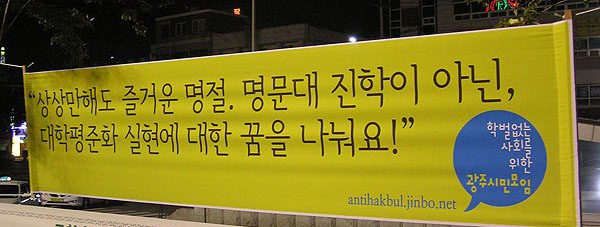 "상상만해도 즐거운 명절. 명문대 진학이 아닌,
대학평준화 실현에 대한 꿈을 나눠요!"
학벌없는
사회를
위한
광주시민모임
antihakbul.jinbo.net